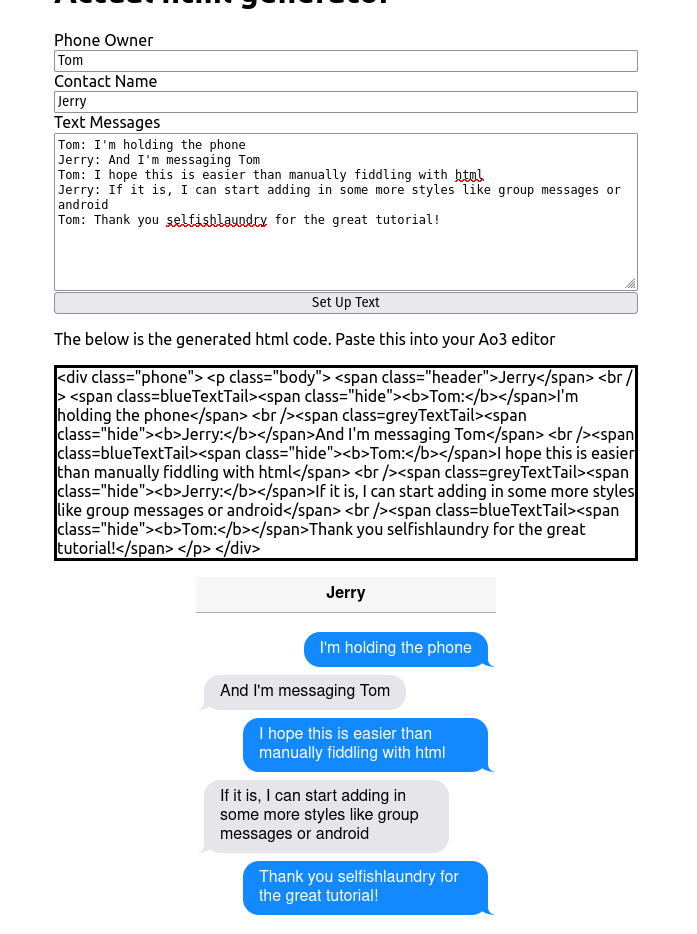 Actual html generator
Phone Owner
Tom
Contact Name
Jerry
Text Messages
Tom: I'm holding the phone
Jerry: And I'm messaging Tom
Tom: I hope this is easier than manually fiddling with html
Jerry: If it is, I can start adding in some more styles like group messages or
android
Tom: Thank you selfishlaundry for the great tutorial!
Set Up Text
The below is the generated html code. Paste this into your Ao3 editor
<div class="phone"> <p class="body"> <span class="header">Jerry</span> <br /
> <span class=blueTextTail><span class="hide"><b>Tom:</b></span>I'm
holding the phone</span> <br /><span class=greyTextTail><span
class="hide"><b>Jerry:</b></span>And I'm messaging Tom</span> <br /><span
class=blueTextTail><span class="hide"><b>Tom:</b></span>I hope this is easier
than manually fiddling with html</span> <br /><span class=greyTextTail><span
class="hide"><b>Jerry:</b></span>If it is, I can start adding in some more styles
like group messages or android</span> <br /><span class=blueTextTail><span
class="hide"><b>Tom:</b></span>Thank you selfishlaundry for the great
tutorial!</span> </p> </div>
Jerry
I'm holding the phone
And I'm messaging Tom
I hope this is easier than
manually fiddling with html
If it is, I can start adding in
some more styles like group
messages or android
Thank you selfishlaundry for
the great tutorial!